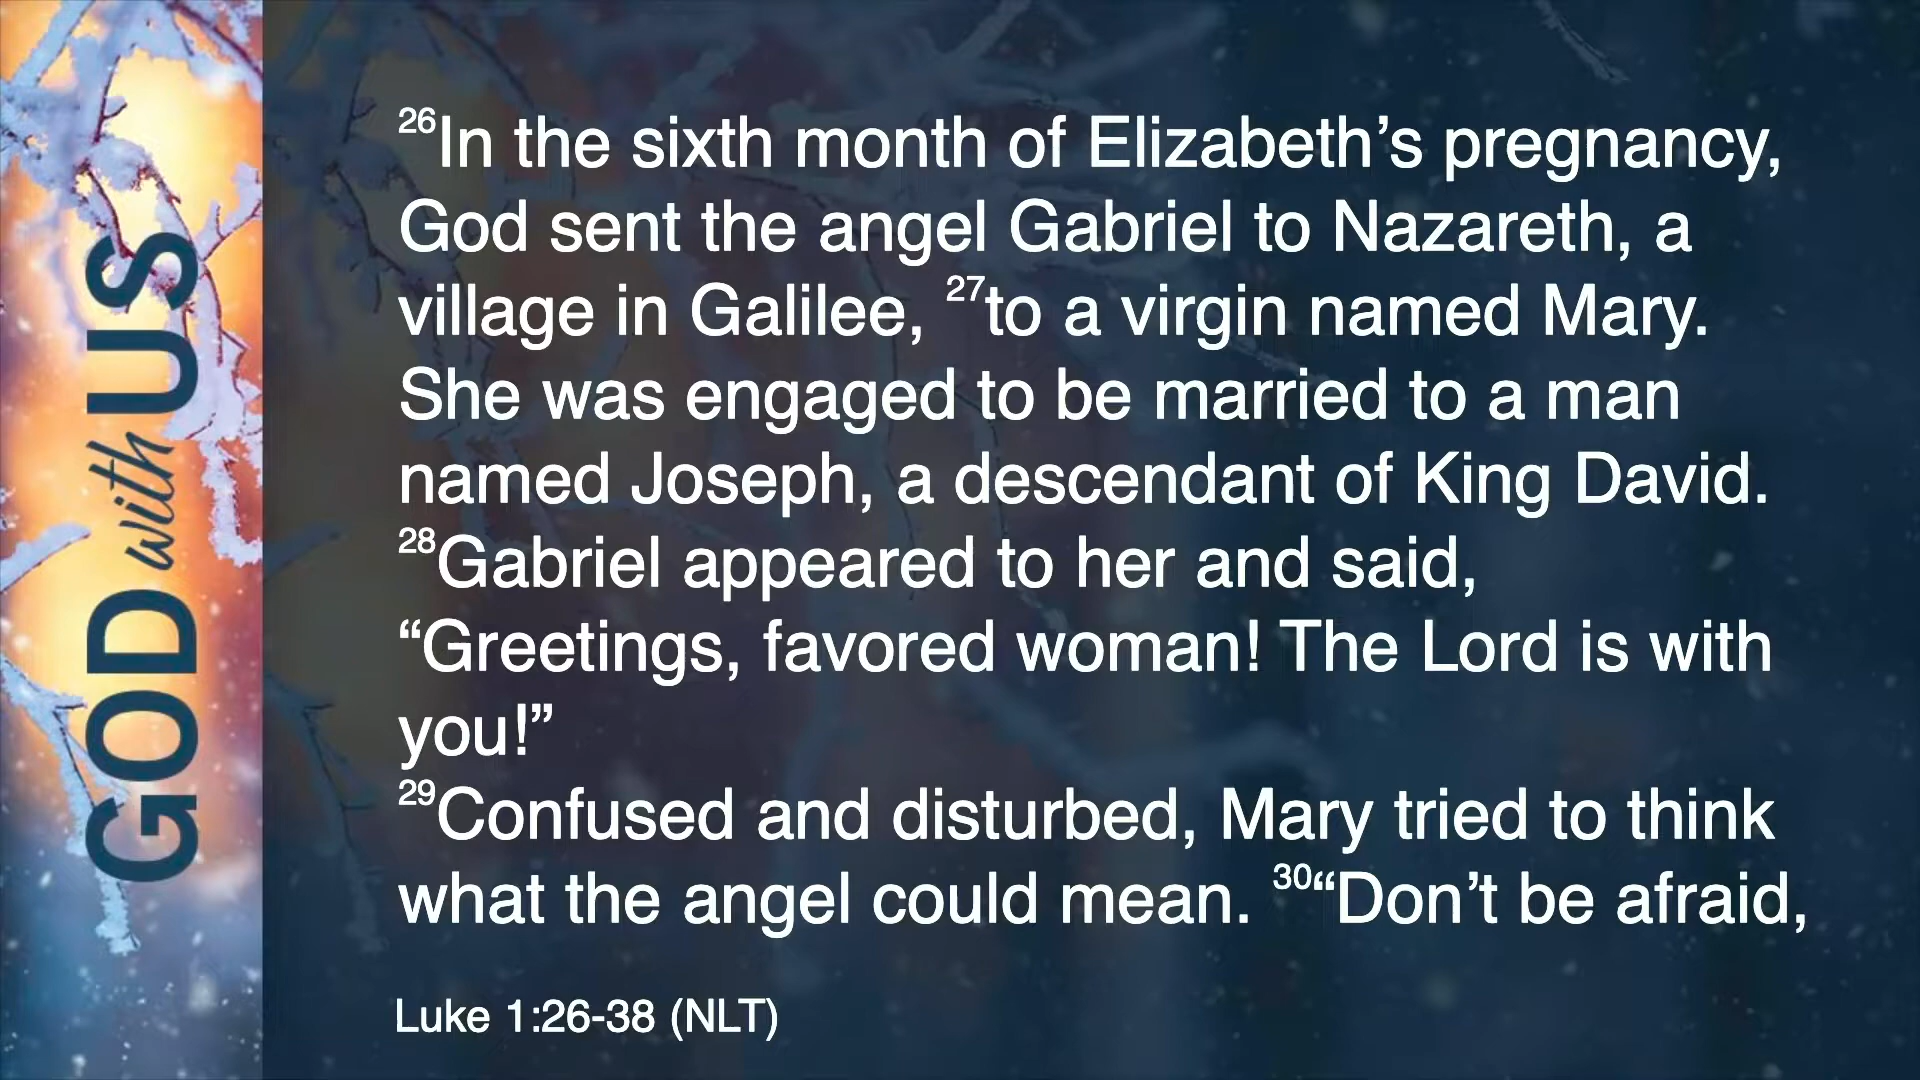 GOD with US
²⁶In the sixth month of Elizabeth’s pregnancy,
God sent the angel Gabriel to Nazareth, a
village in Galilee, ²⁷to a virgin named Mary.
She was engaged to be married to a man
named Joseph, a descendant of King David.
²⁸Gabriel appeared to her and said,
“Greetings, favored woman! The Lord is with
you!”
²⁹Confused and disturbed, Mary tried to think
what the angel could mean. ³⁰“Don’t be afraid,
Luke 1:26-38 (NLT)